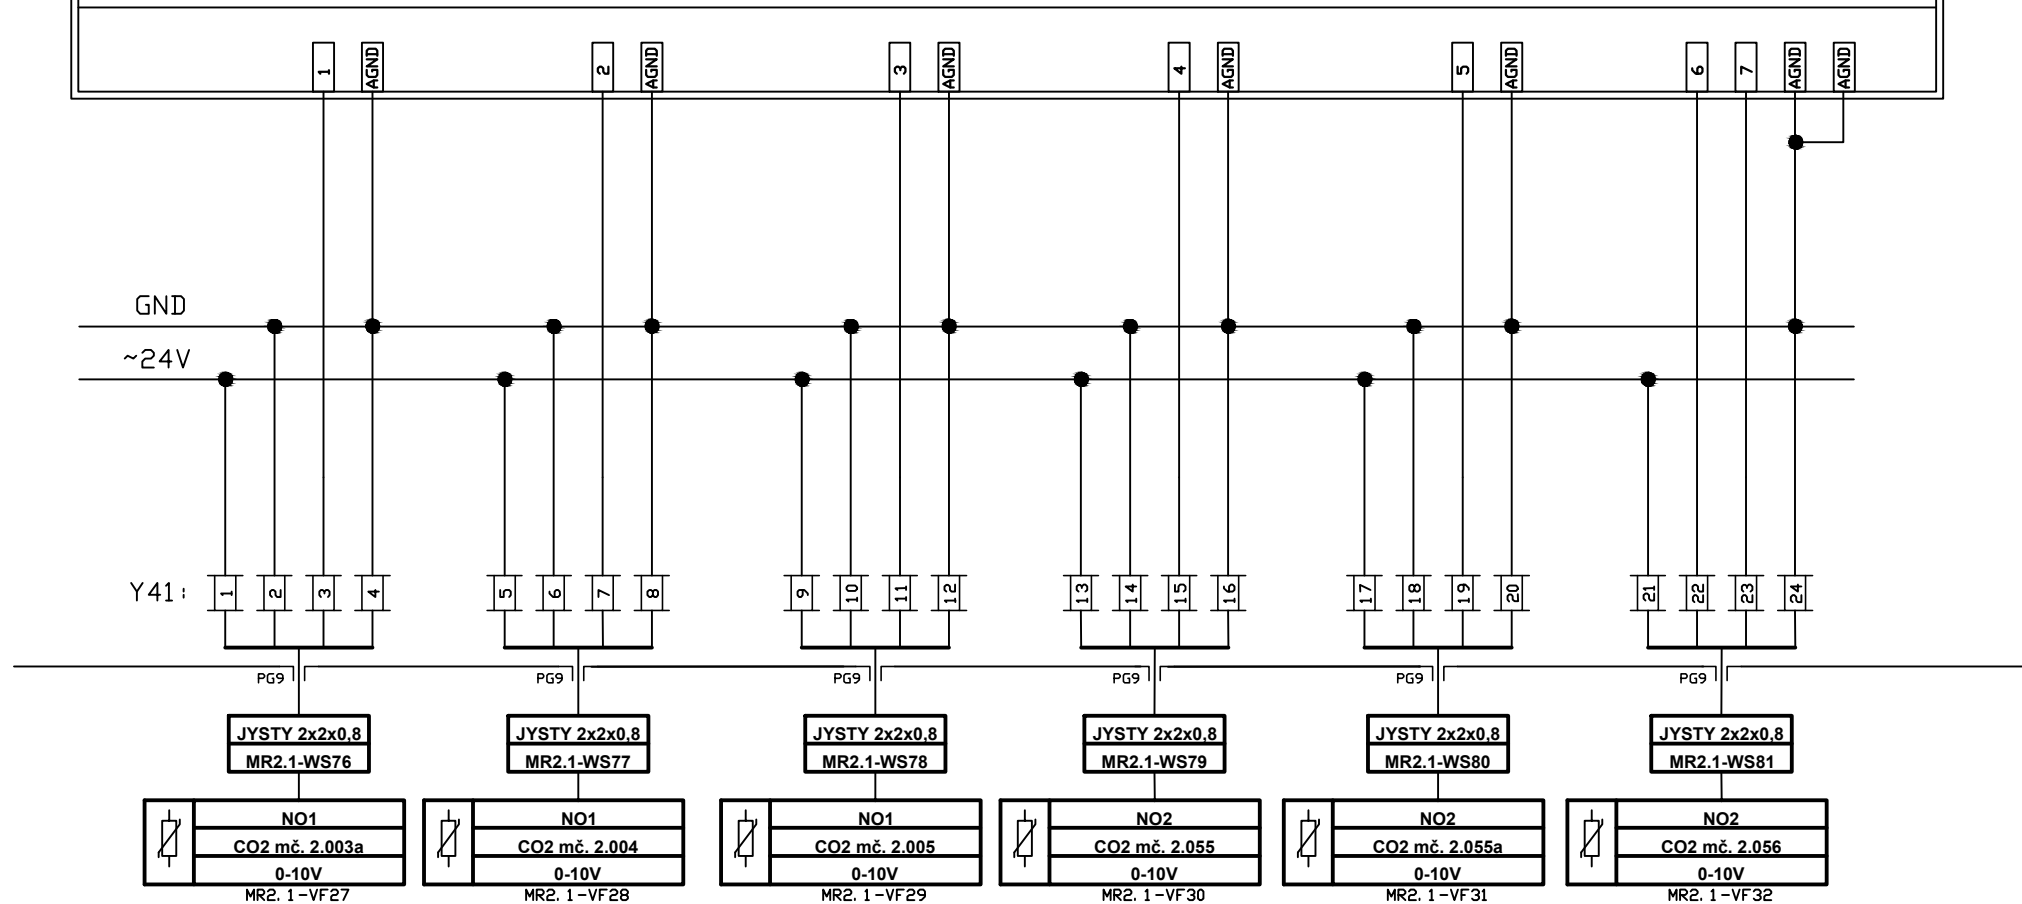 1 AGND 2 AGND 3 AGND 4 AGND 5 AGND 6 7 AGND AGND
GND
~24V
Y41: 1 2 3 4 5 6 7 8 9 10 11 12 13 14 15 16 17 18 19 20 21 22 23 24
PG9 PG9 PG9 PG9 PG9 PG9
JYSTY 2x2x0,8 JYSTY 2x2x0,8 JYSTY 2x2x0,8 JYSTY 2x2x0,8 JYSTY 2x2x0,8 JYSTY 2x2x0,8
MR2.1-WS76 MR2.1-WS77 MR2.1-WS78 MR2.1-WS79 MR2.1-WS80 MR2.1-WS81
NO1 NO1 NO1 NO2 NO2 NO2
CO2 mč. 2.003a CO2 mč. 2.004 CO2 mč. 2.005 CO2 mč. 2.055 CO2 mč. 2.055a CO2 mč. 2.056
0-10V 0-10V 0-10V 0-10V 0-10V 0-10V
MR2.1-VF27 MR2.1-VF28 MR2.1-VF29 MR2.1-VF30 MR2.1-VF31 MR2.1-VF32